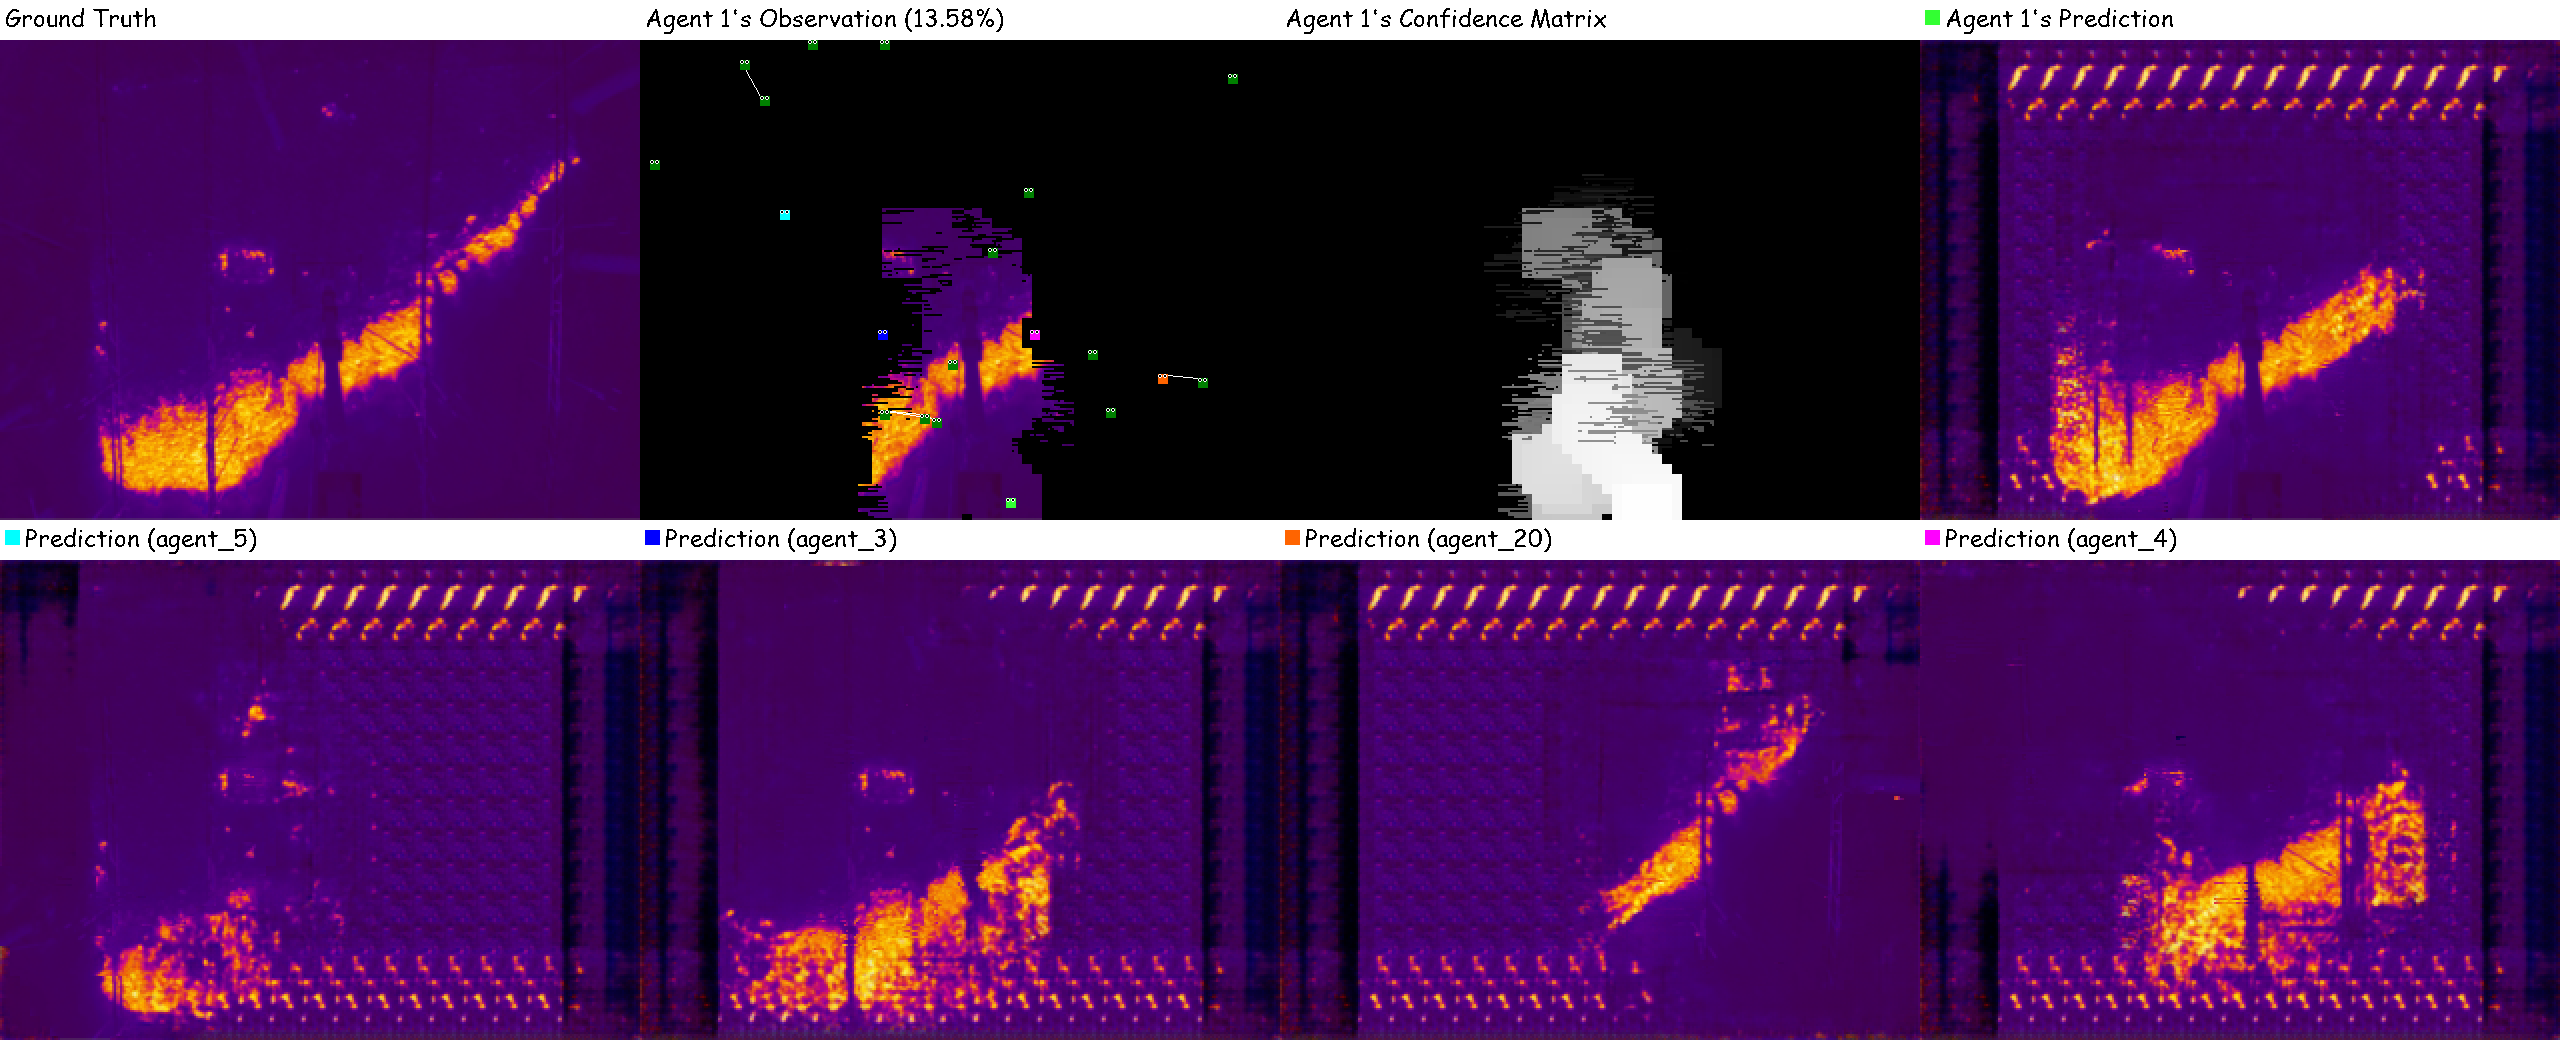 Ground Truth
Agent 1's Observation (13.58%)
Agent 1's Confidence Matrix
Agent 1's Prediction
Prediction (agent_5)
Prediction (agent_3)
Prediction (agent_20)
Prediction (agent_4)